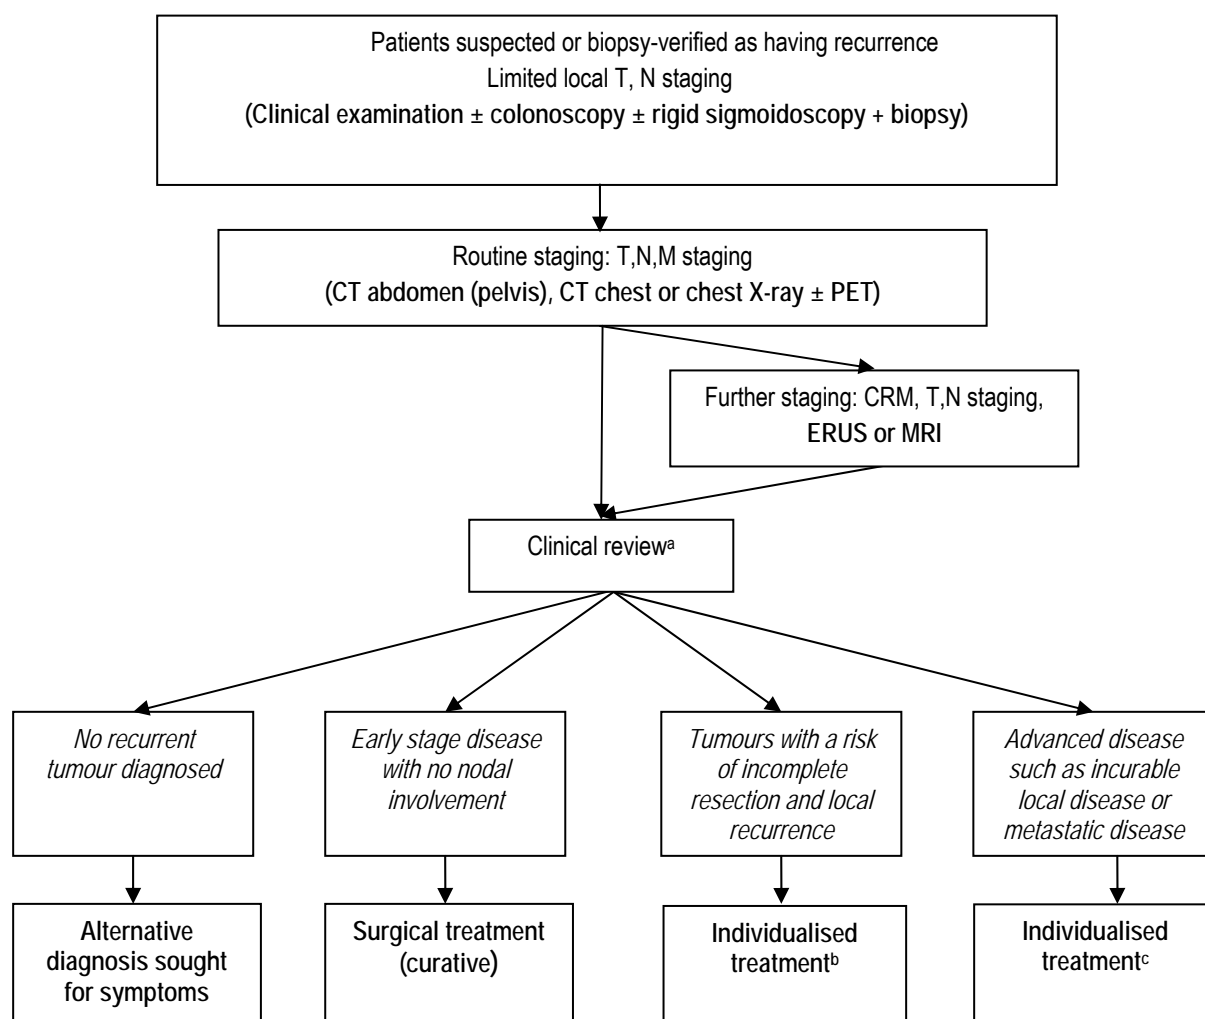 Patients suspected or biopsy-verified as having recurrence
Limited local T, N staging
(Clinical examination ± colonoscopy ± rigid sigmoidoscopy + biopsy)
Routine staging: T,N,M staging
(CT abdomen (pelvis), CT chest or chest X-ray ± PET)
Further staging: CRM, T,N staging,
ERUS or MRI
Clinical reviewᵃ
No recurrent
tumour diagnosed
Early stage disease
with no nodal
involvement
Tumours with a risk
of incomplete
resection and local
recurrence
Advanced disease
such as incurable
local disease or
metastatic disease
Alternative
diagnosis sought
for symptoms
Surgical treatment
(curative)
Individualised
treatmentᵇ
Individualised
treatmentᶜ